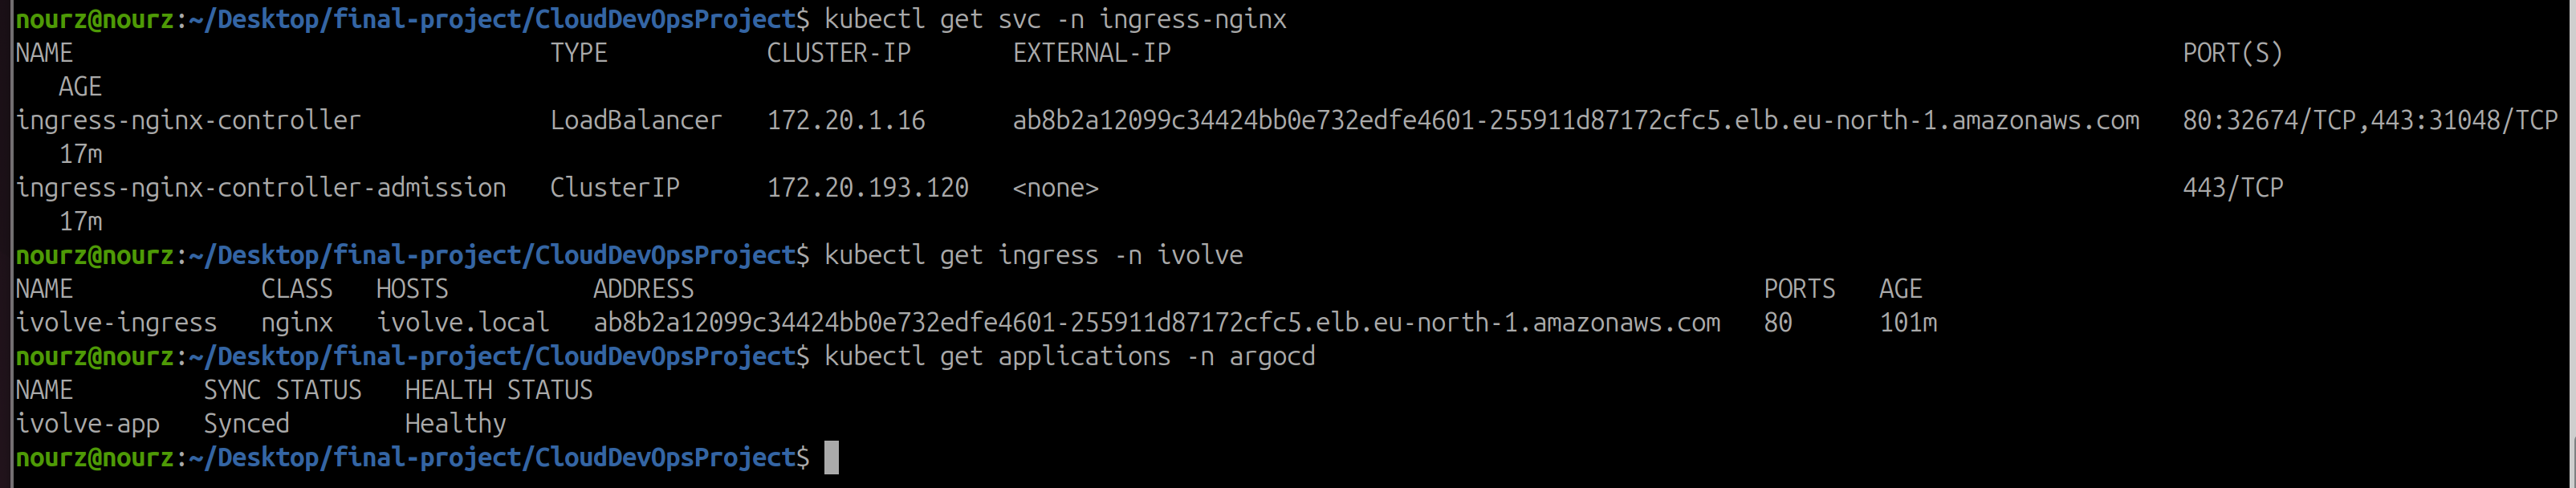 nourz@nourz:~/Desktop/final-project/CloudDevOpsProject$ kubectl get svc -n ingress-nginx
NAME                                 TYPE           CLUSTER-IP       EXTERNAL-IP                                                                      PORT(S)
   AGE
ingress-nginx-controller             LoadBalancer   172.20.1.16      ab8b2a12099c34424bb0e732edfe4601-255911d87172cfc5.elb.eu-north-1.amazonaws.com   80:32674/TCP,443:31048/TCP
   17m
ingress-nginx-controller-admission   ClusterIP      172.20.193.120   <none>                                                                           443/TCP
   17m
nourz@nourz:~/Desktop/final-project/CloudDevOpsProject$ kubectl get ingress -n ivolve
NAME             CLASS   HOSTS          ADDRESS                                                                          PORTS   AGE
ivolve-ingress   nginx   ivolve.local   ab8b2a12099c34424bb0e732edfe4601-255911d87172cfc5.elb.eu-north-1.amazonaws.com   80      101m
nourz@nourz:~/Desktop/final-project/CloudDevOpsProject$ kubectl get applications -n argocd
NAME         SYNC STATUS   HEALTH STATUS
ivolve-app   Synced        Healthy
nourz@nourz:~/Desktop/final-project/CloudDevOpsProject$